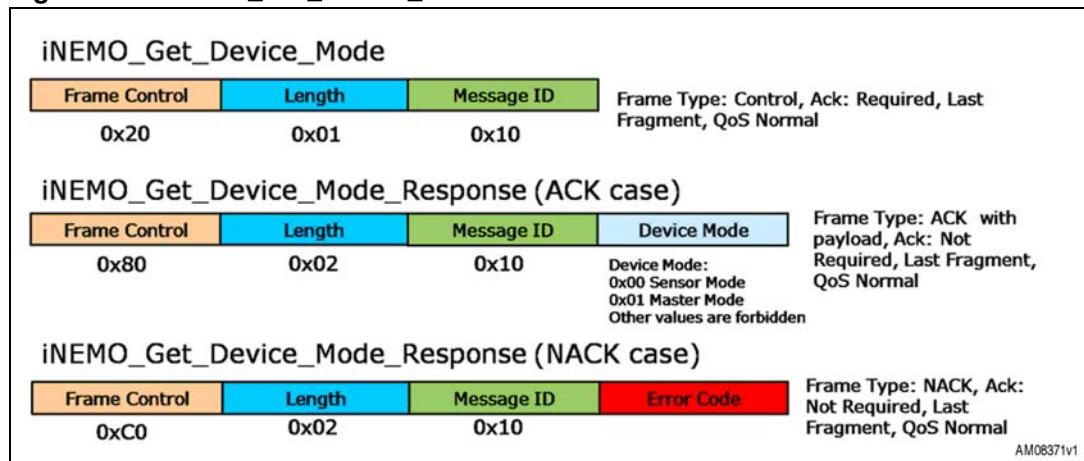 iNEMO_Get_Device_Mode
Frame Control Length Message ID
0x20 0x01 0x10
Frame Type: Control, Ack: Required, Last
Fragment, QoS Normal
iNEMO_Get_Device_Mode_Response (ACK case)
Frame Control Length Message ID Device Mode
0x80 0x02 0x10
Device Mode:
0x00 Sensor Mode
0x01 Master Mode
Other values are forbidden
Frame Type: ACK with
payload, Ack: Not
Required, Last Fragment,
QoS Normal
iNEMO_Get_Device_Mode_Response (NACK case)
Frame Control Length Message ID Error Code
0xC0 0x02 0x10
Frame Type: NACK, Ack:
Not Required, Last
Fragment, QoS Normal
AM08371v1